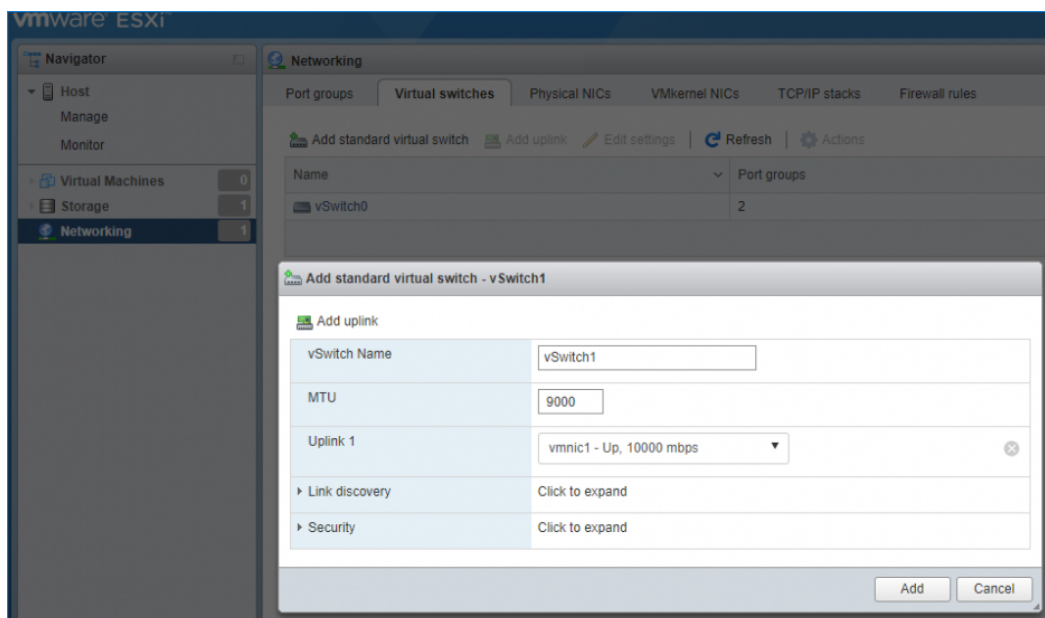 vmware ESXi™
Navigator
Networking
Host
Manage
Monitor
Virtual Machines 0
Storage 1
Networking 1
Port groups Virtual switches Physical NICs VMkernel NICs TCP/IP stacks Firewall rules
Add standard virtual switch Add uplink Edit settings Refresh Actions
Name Port groups
vSwitch0 2
Add standard virtual switch - vSwitch1
Add uplink
vSwitch Name vSwitch1
MTU 9000
Uplink 1 vmnic1 - Up, 10000 mbps
Link discovery Click to expand
Security Click to expand
Add Cancel